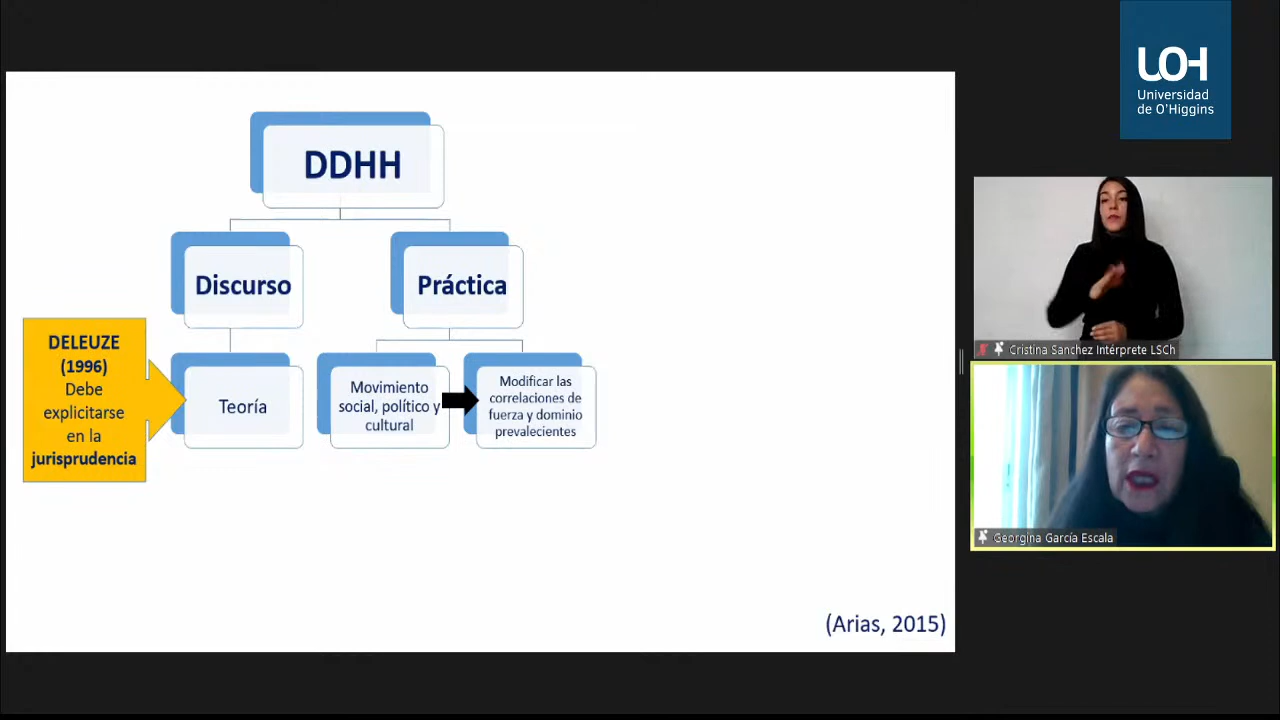 UOH
Universidad
de O'Higgins
DDHH
Discurso
Práctica
DELEUZE
(1996)
Debe
explicitarse
en la
jurisprudencia
Teoría
Movimiento
social, político y
cultural
Modificar las
correlaciones de
fuerza y dominio
prevalecientes
(Arias, 2015)
Cristina Sanchez Intérprete LSCh
Georgina García Escala